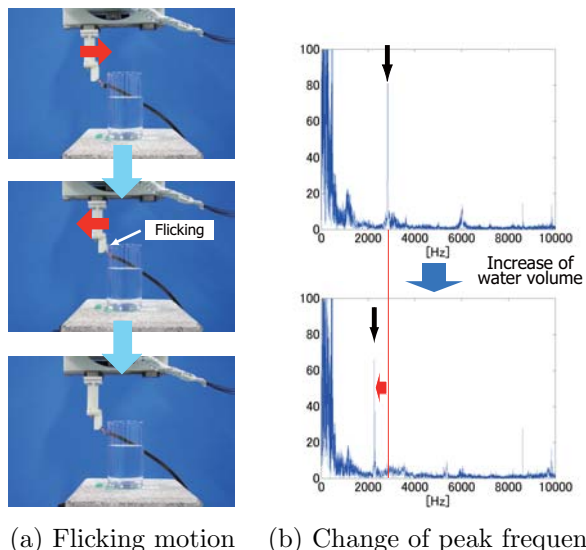 Flicking
100
80
60
40
20
0
0 2000 4000 6000 8000 10000
[Hz]
Increase of
water volume
100
80
60
40
20
0
0 2000 4000 6000 8000 10000
[Hz]
(a) Flicking motion (b) Change of peak frequen